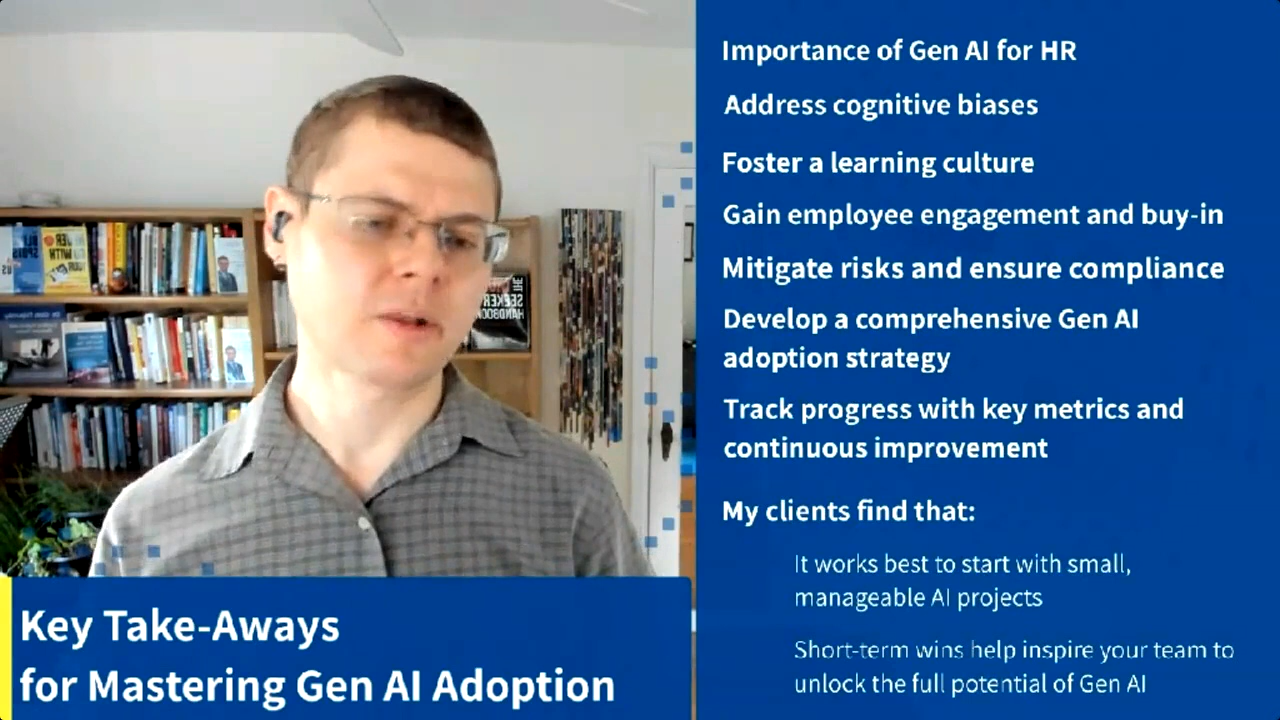 Importance of Gen AI for HR
Address cognitive biases
Foster a learning culture
Gain employee engagement and buy-in
Mitigate risks and ensure compliance
Develop a comprehensive Gen AI
adoption strategy
Track progress with key metrics and
continuous improvement
My clients find that:
It works best to start with small,
manageable AI projects
Short-term wins help inspire your team to
unlock the full potential of Gen AI
THE
SEEKER
HANDBOOK
Key Take-Aways
for Mastering Gen AI Adoption